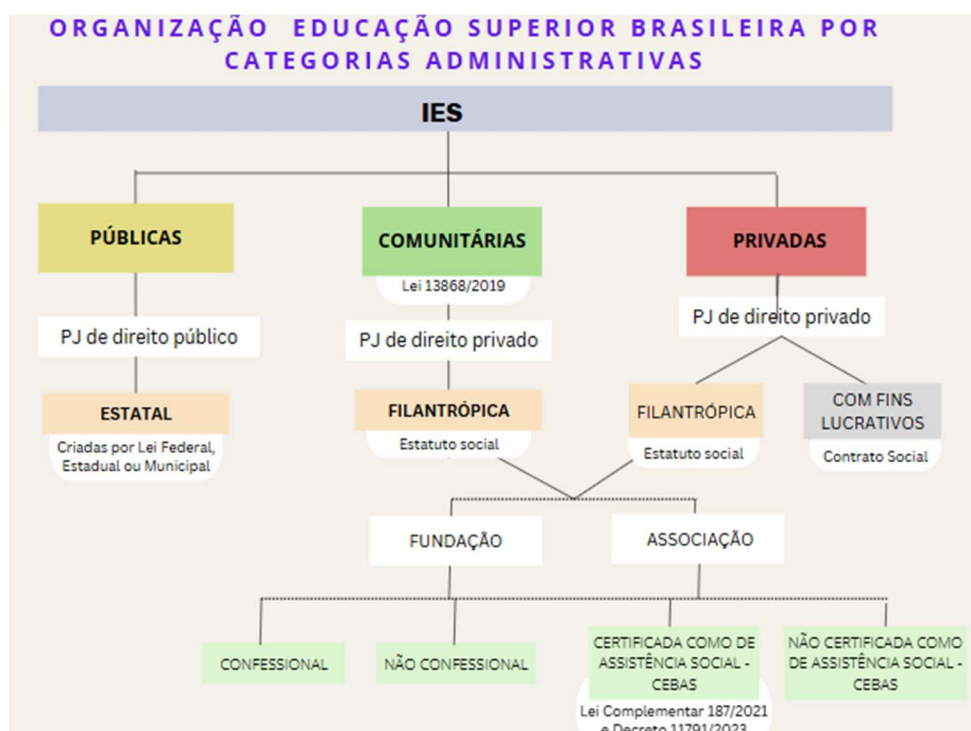 ORGANIZAÇÃO EDUCAÇÃO SUPERIOR BRASILEIRA POR
CATEGORIAS ADMINISTRATIVAS
IES
PÚBLICAS
COMUNITÁRIAS
PRIVADAS
Lei 13868/2019
PJ de direito público
PJ de direito privado
PJ de direito privado
ESTATAL
Criadas por Lei Federal,
Estadual ou Municipal
FILANTRÓPICA
Estatuto social
FILANTRÓPICA
Estatuto social
COM FINS
LUCRATIVOS
Contrato Social
FUNDAÇÃO
ASSOCIAÇÃO
CONFESSIONAL
NÃO CONFESSIONAL
CERTIFICADA COMO DE
ASSISTÊNCIA SOCIAL -
CEBAS
Lei Complementar 187/2021
e Decreto 11791/2023
NÃO CERTIFICADA COMO
DE ASSISTÊNCIA SOCIAL -
CEBAS